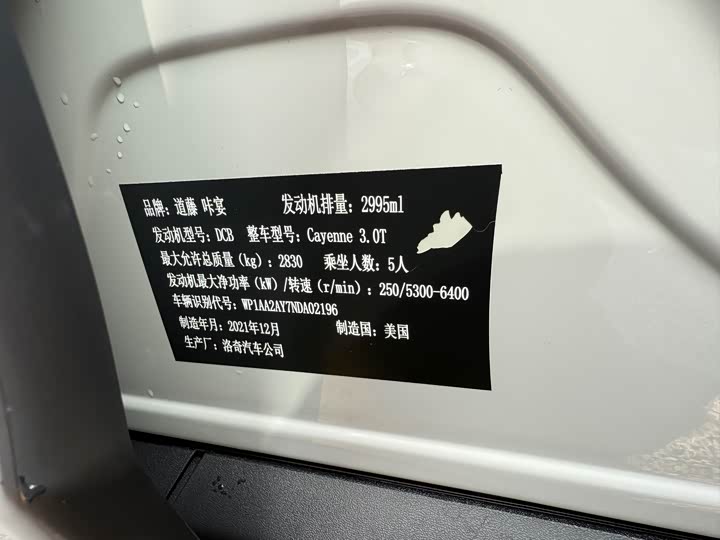 品牌：道藤 咔宴 发动机排量：2995ml
发动机型号：DCB 整车型号：Cayenne 3.0T
最大允许总质量（kg）：2830 乘坐人数：5人
发动机最大净功率（kW）/转速（r/min）：250/5300-6400
车辆识别代号：WP1AA2AY7NDA02196
制造年月：2021年12月 制造国：美国
生产厂：洛奇汽车公司